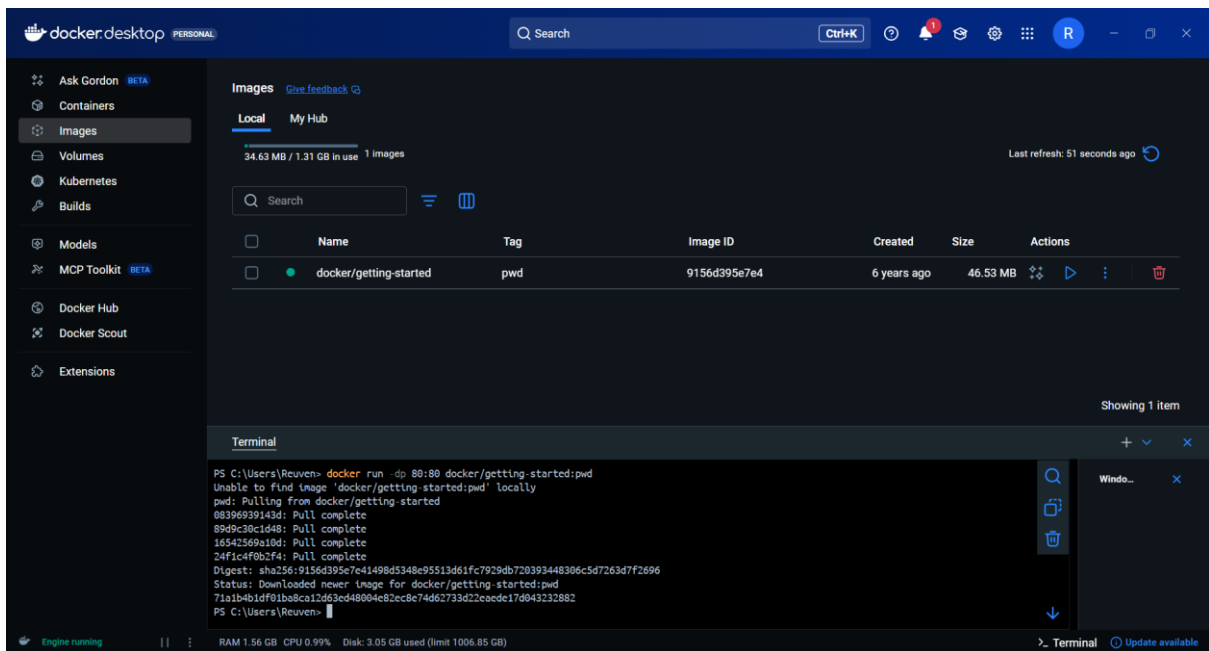 docker.desktop PERSONAL
Search
Ctrl+K
1
R
Ask Gordon BETA
Containers
Images
Volumes
Kubernetes
Builds
Models
MCP Toolkit BETA
Docker Hub
Docker Scout
Extensions
Images Give feedback
Local My Hub
34.63 MB / 1.31 GB in use 1 images
Last refresh: 51 seconds ago
Search
Name Tag Image ID Created Size Actions
docker/getting-started pwd 9156d395e7e4 6 years ago 46.53 MB
Showing 1 item
Terminal
PS C:\Users\Reuven> docker run -dp 80:80 docker/getting-started:pwd
Unable to find image 'docker/getting-started:pwd' locally
pwd: Pulling from docker/getting-started
08396939143d: Pull complete
89d9c30c1d48: Pull complete
16542569a10d: Pull complete
24f1c4f0b2f4: Pull complete
Digest: sha256:9156d395e7e41498d5348e95513d61fc7929db720393448306c5d7263d7f2696
Status: Downloaded newer image for docker/getting-started:pwd
71a1b4b1df01ba8ca12d63ed48004e82ec8e74d62733d22eaede17d043232882
PS C:\Users\Reuven>
Windo...
Engine running
RAM 1.56 GB CPU 0.99% Disk: 3.05 GB used (limit 1006.85 GB)
>_ Terminal
Update available